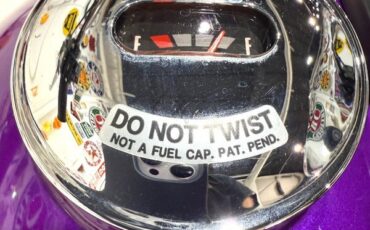 F F
DO NOT TWIST
NOT A FUEL CAP. PAT. PEND.